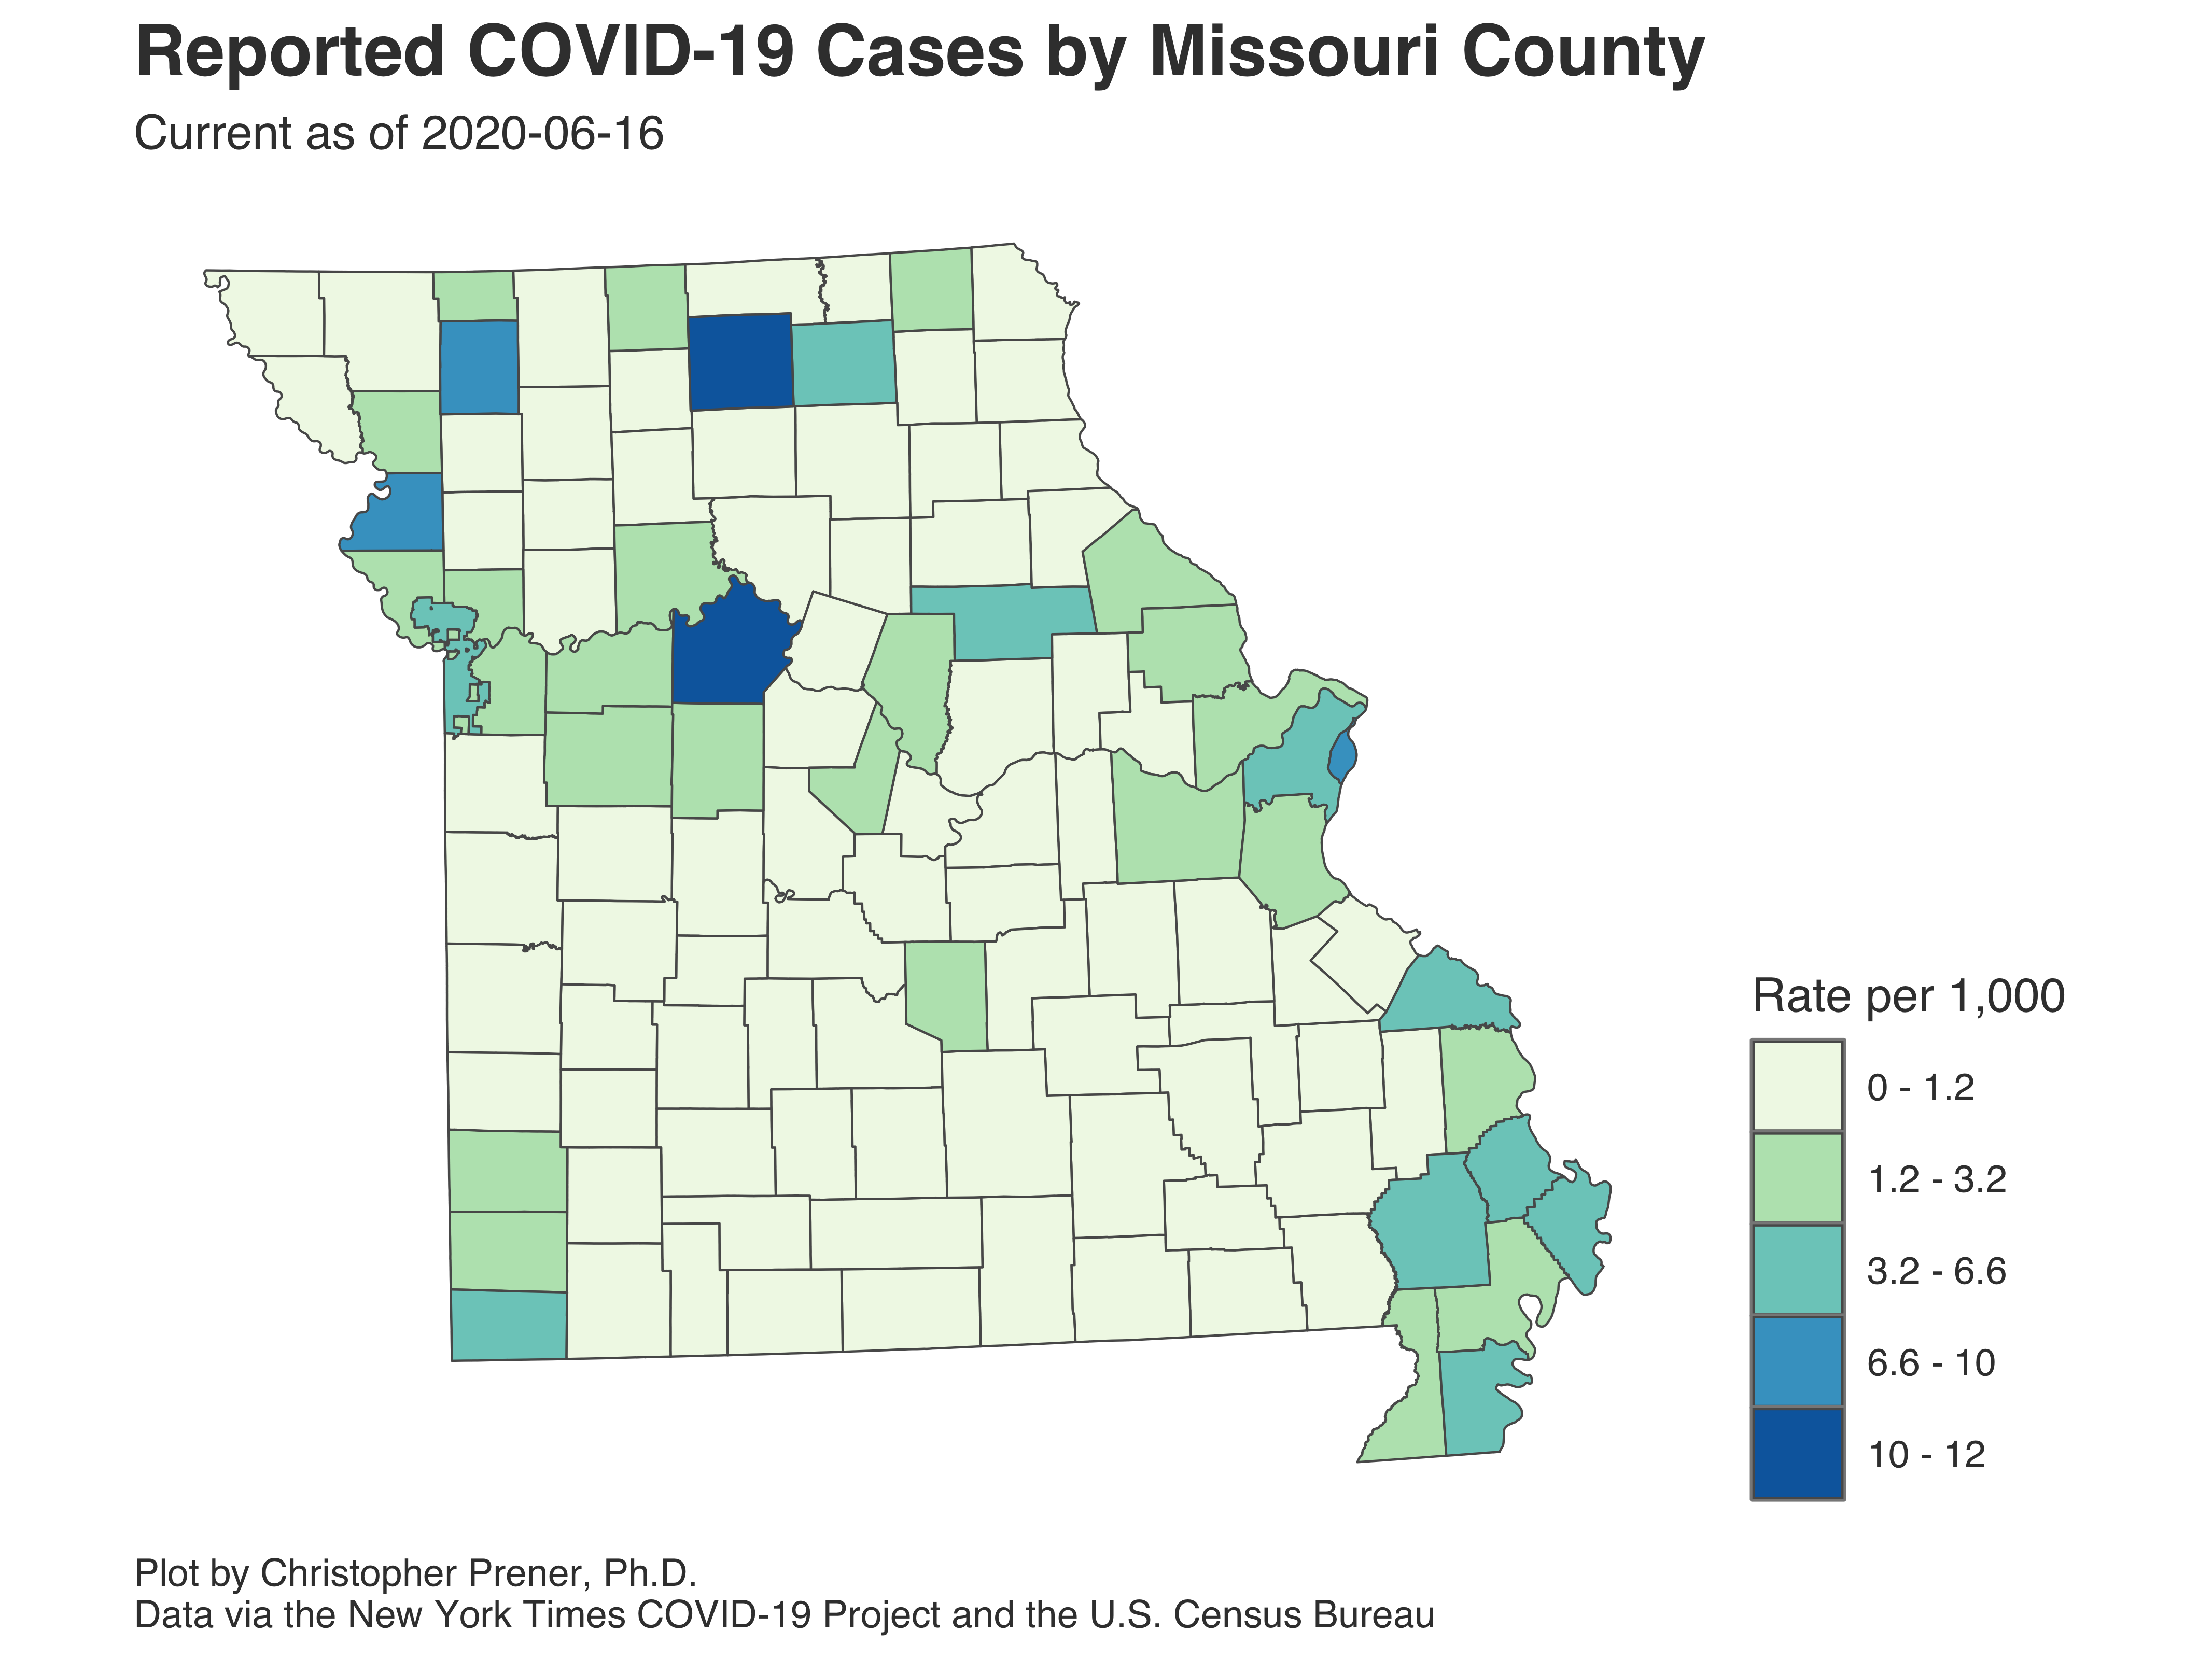 Reported COVID-19 Cases by Missouri County
Current as of 2020-06-16
Rate per 1,000
0 - 1.2
1.2 - 3.2
3.2 - 6.6
6.6 - 10
10 - 12
Plot by Christopher Prener, Ph.D.
Data via the New York Times COVID-19 Project and the U.S. Census Bureau